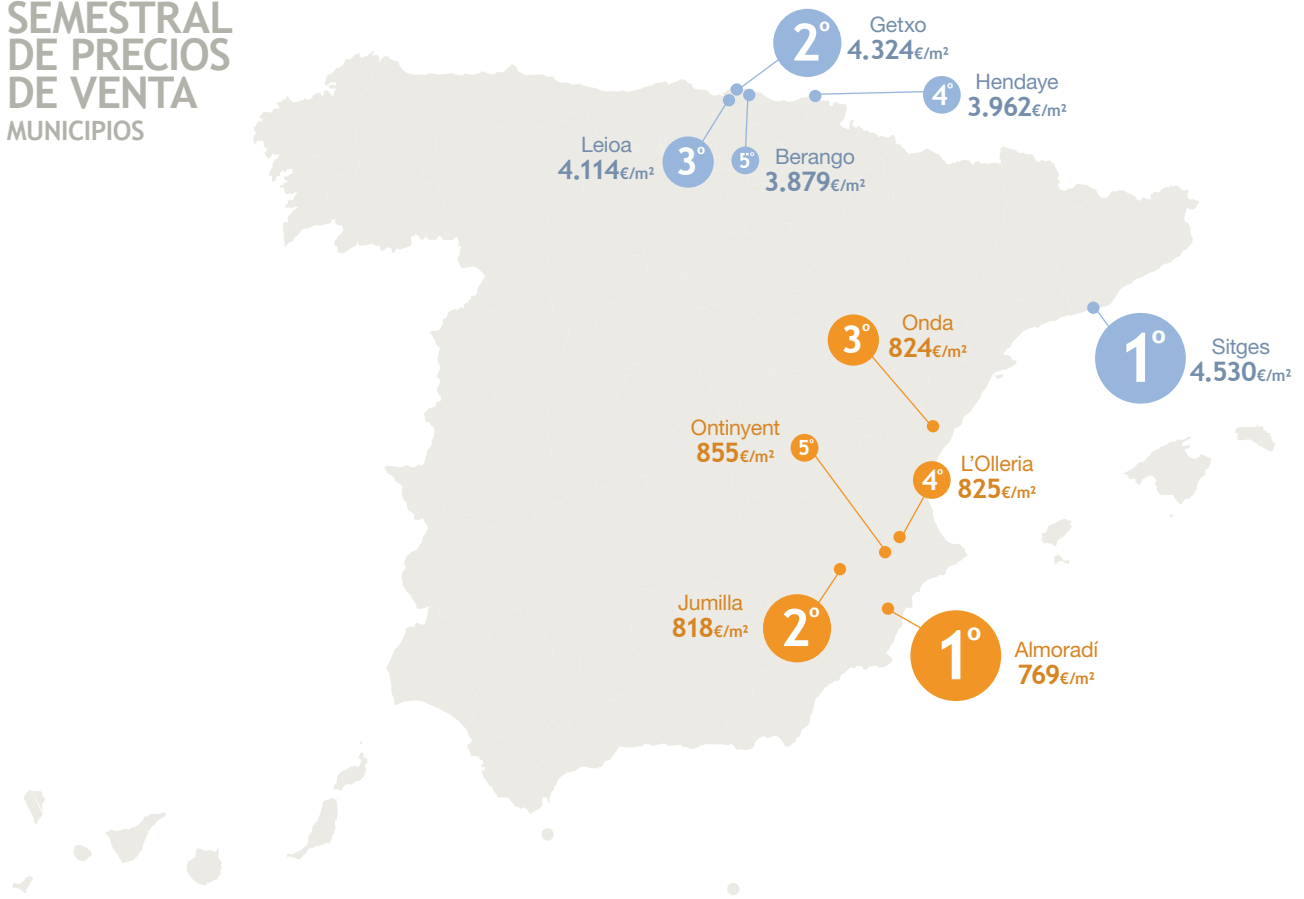 SEMESTRAL
DE PRECIOS
DE VENTA
MUNICIPIOS
2º
Getxo
4.324€/m²
4º
Hendaye
3.962€/m²
Leioa
4.114€/m²
3º
5º
Berango
3.879€/m²
1º
Sitges
4.530€/m²
3º
Onda
824€/m²
Ontinyent
855€/m²
5º
4º
L'Olleria
825€/m²
Jumilla
818€/m²
2º
1º
Almoradí
769€/m²